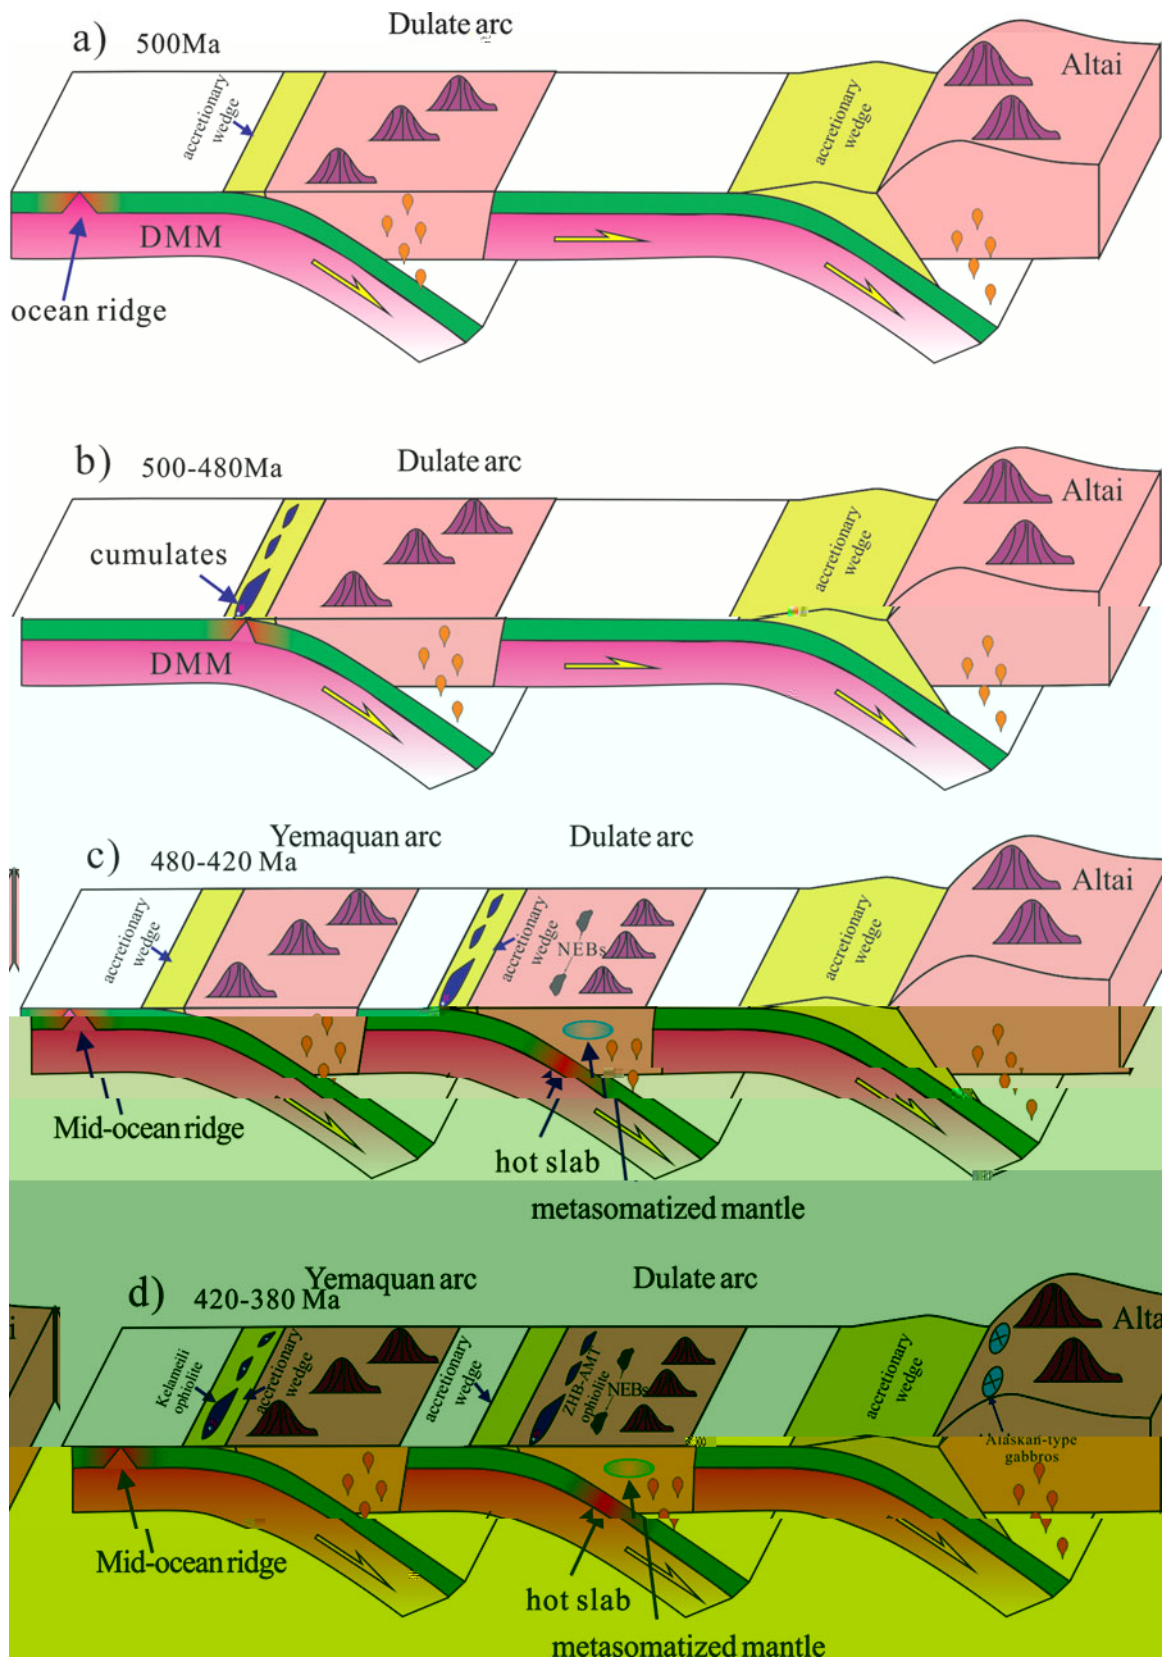 a) 500Ma
Dulate arc
Altai
accretionary
wedge
accretionary
wedge
DMM
ocean ridge
b) 500-480Ma
Dulate arc
Altai
cumulates
accretionary
wedge
DMM
Yemaquan arc
Dulate arc
c) 480-420 Ma
Altai
accretionary
wedge
accretionary
wedge
NEBs
accretionary
wedge
Mid-ocean ridge
hot slab
metasomatized mantle
Yemaquan arc
Dulate arc
d) 420-380 Ma
i
Alta
Kelameili
ophiolite
accretionary
wedge
accretionary
wedge
ZHB-AMT
ophiolite
NEBs
accretionary
wedge
Alaskan-type
gabbros
Mid-ocean ridge
hot slab
metasomatized mantle